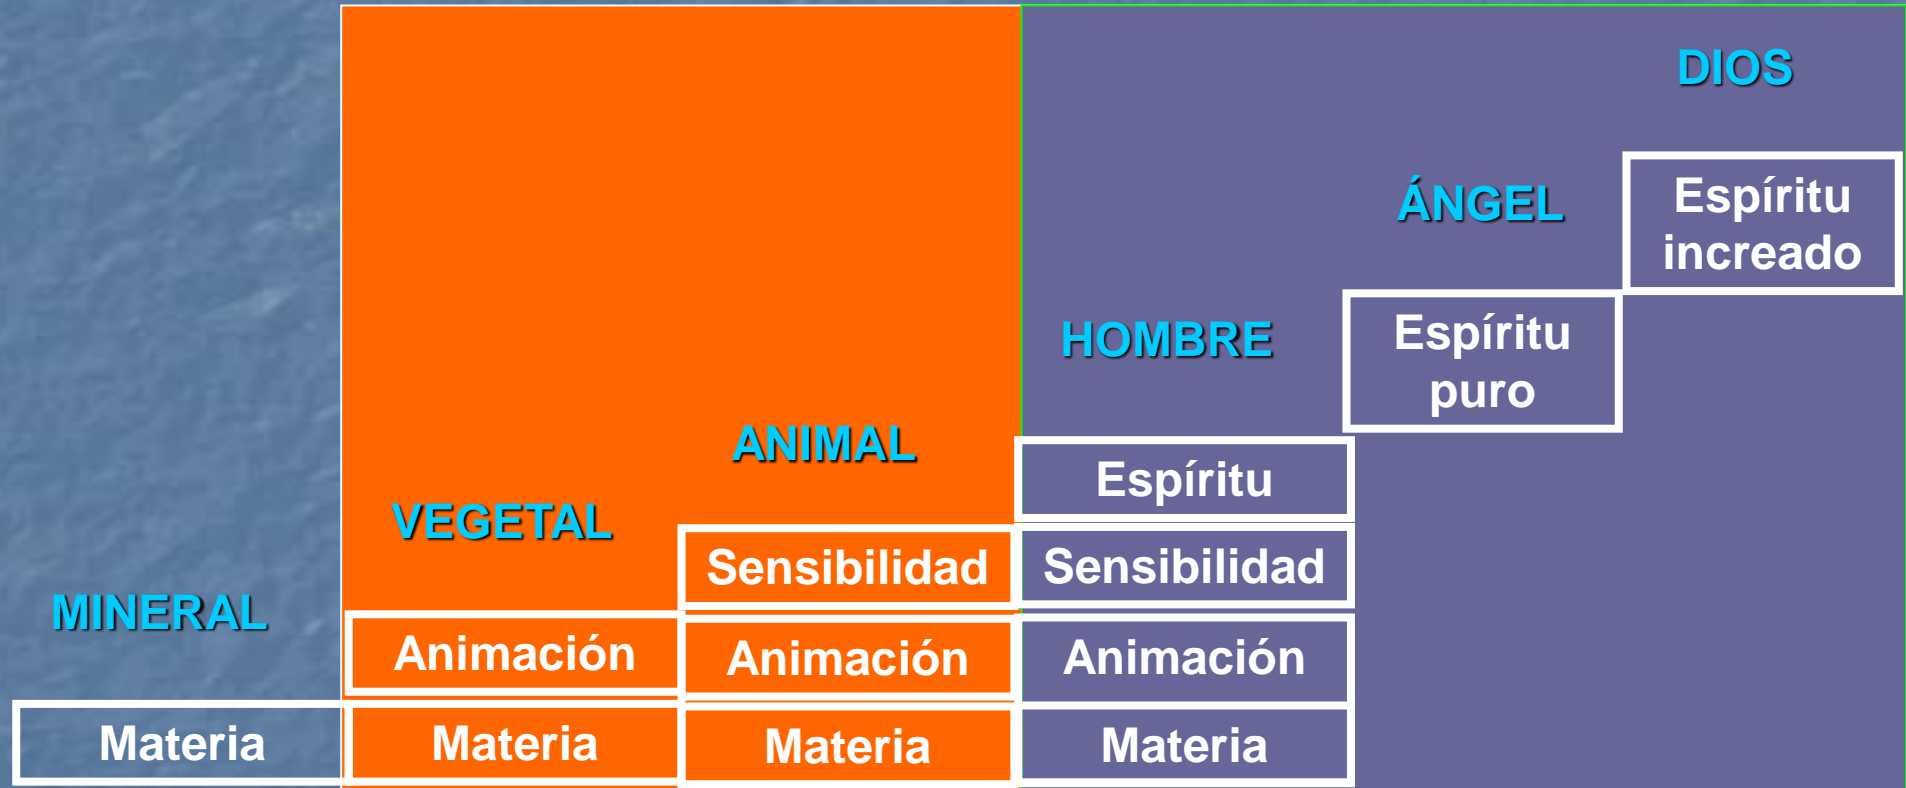 DIOS
Espíritu
increado
ÁNGEL
Espíritu
puro
HOMBRE
Espíritu
Sensibilidad
Animación
Materia
ANIMAL
Sensibilidad
Animación
Materia
VEGETAL
Animación
Materia
MINERAL
Materia